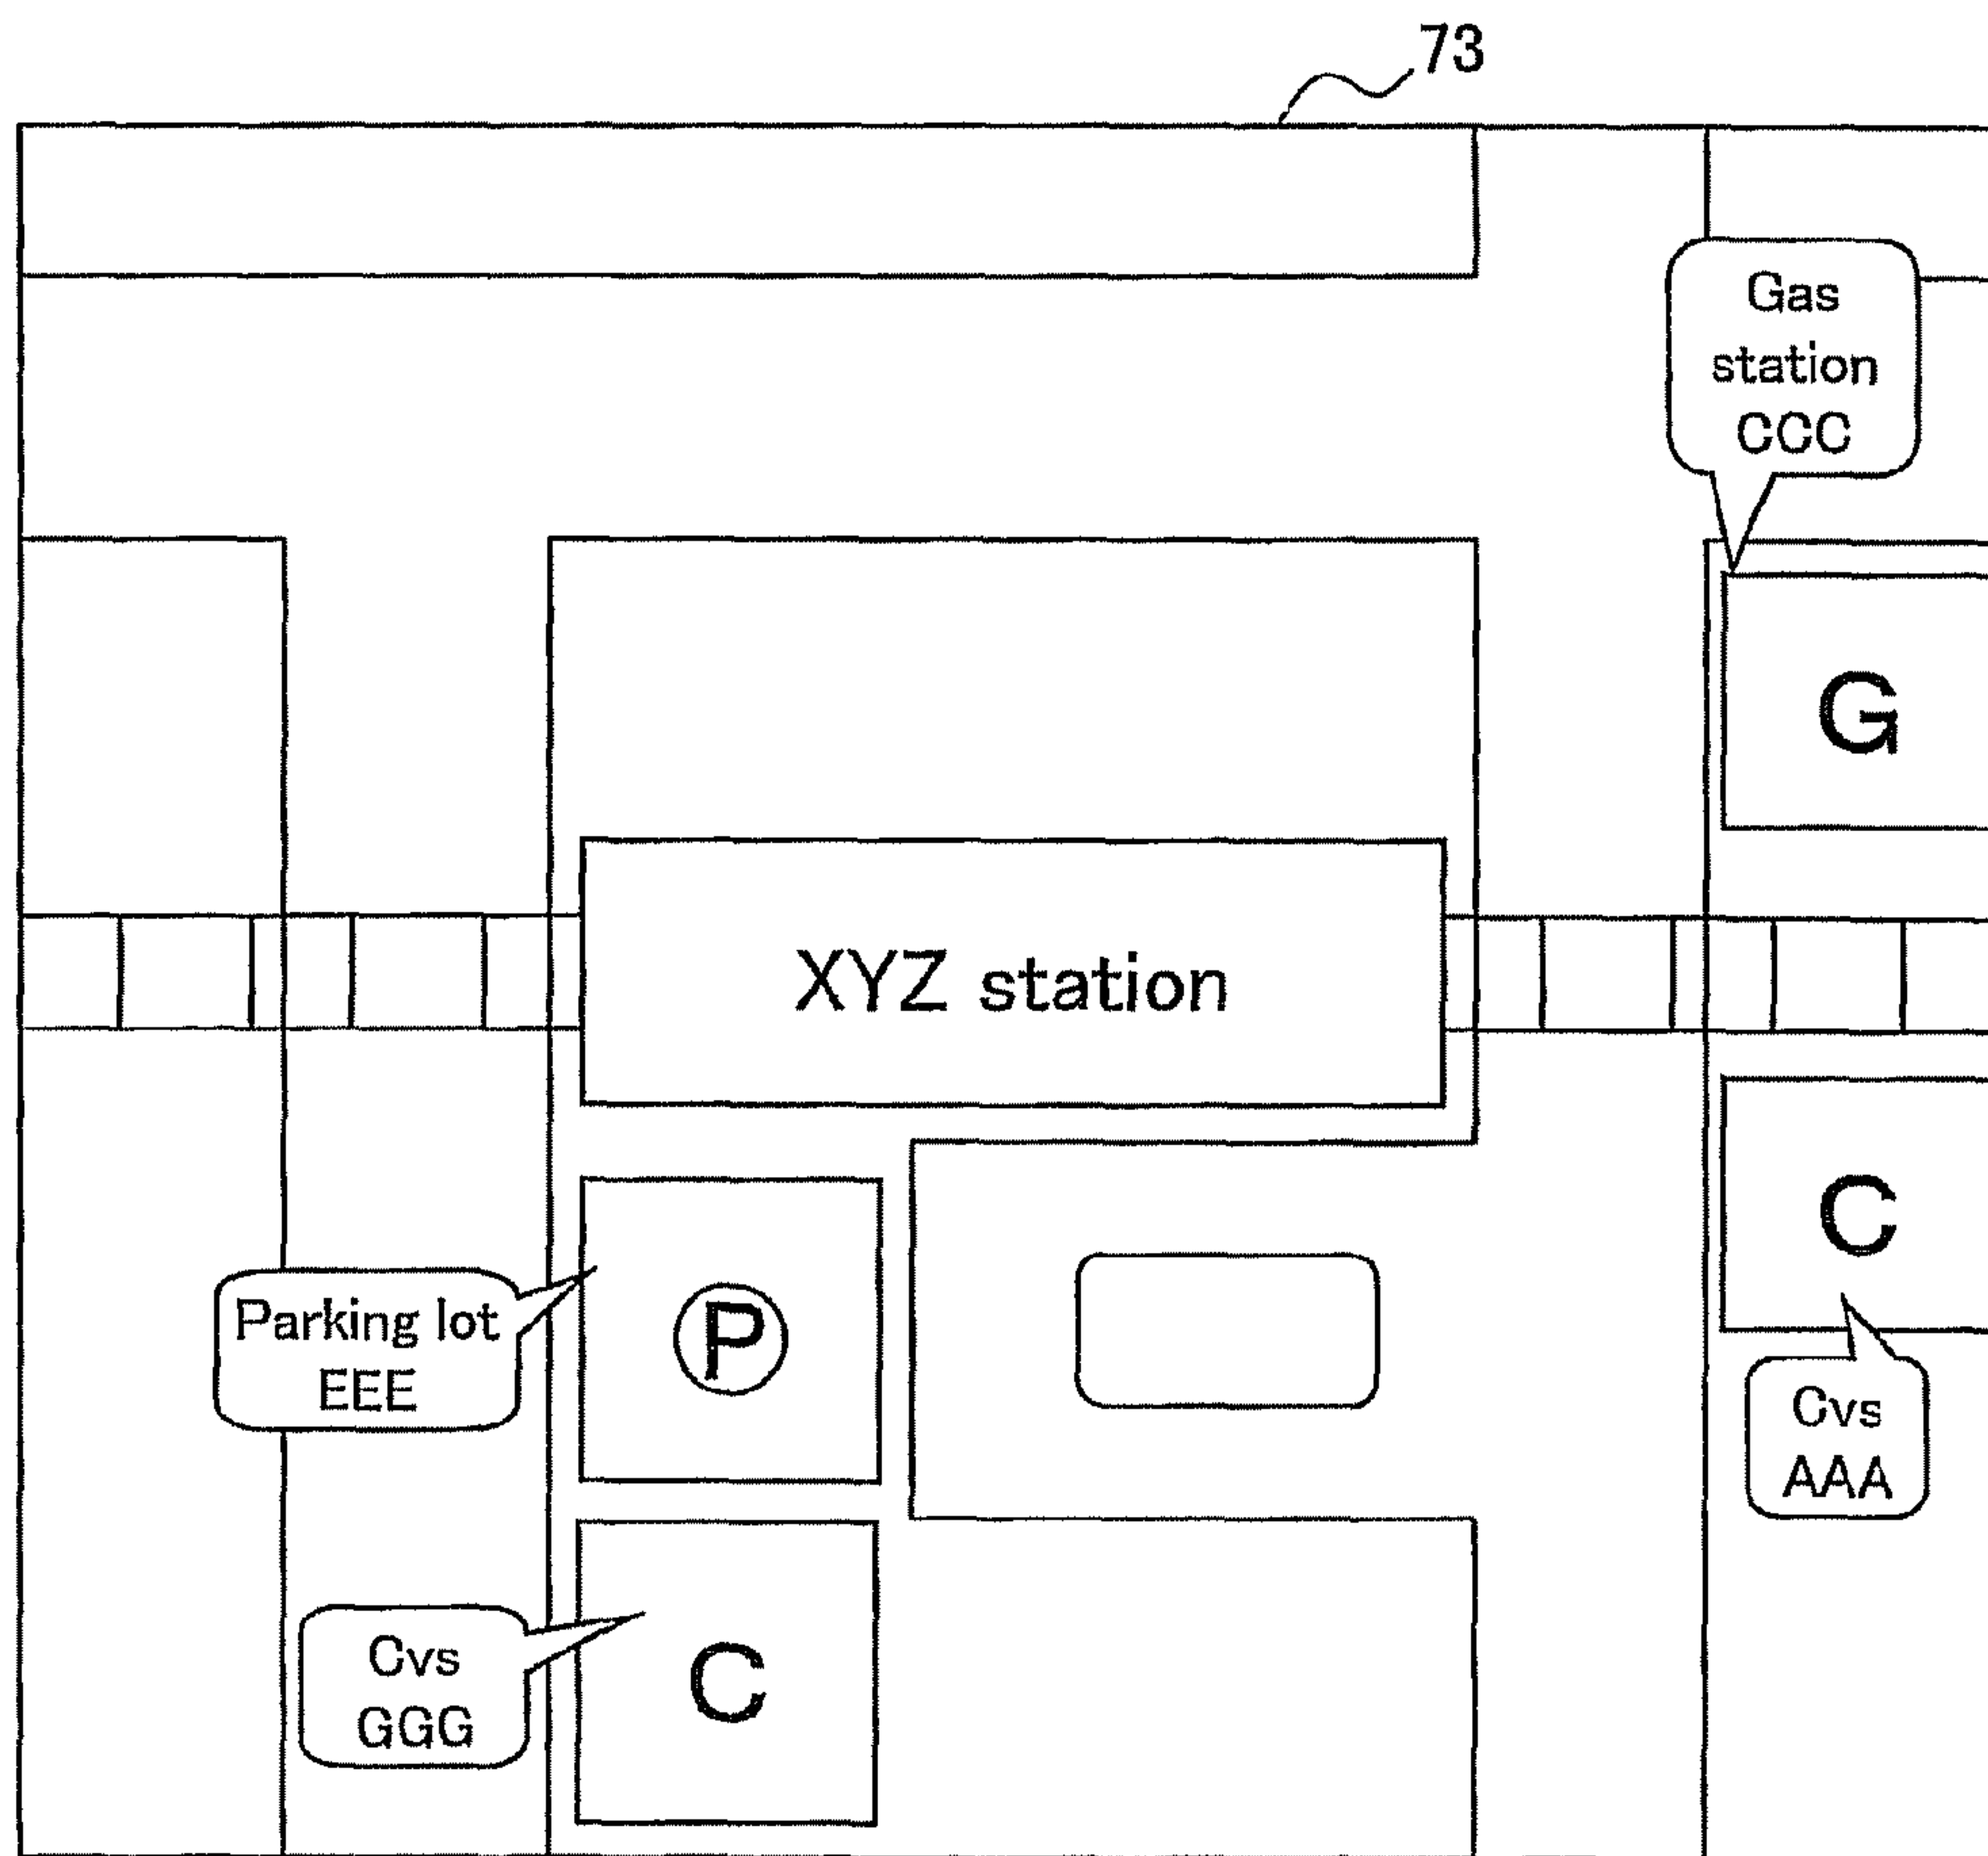 73
Gas
station
CCC
G
XYZ station
C
Parking lot
EEE
P
Cvs
AAA
Cvs
GGG
C